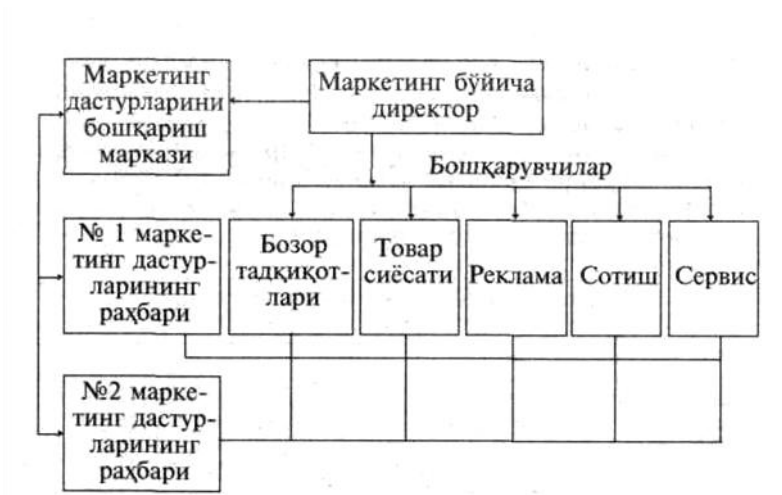 Маркетинг
дастурларини
бошқариш
маркази
Маркетинг бўйича
директор
Бошқарувчилар
№ 1 марке-
тинг дастур-
ларининг
раҳбари
Бозор
тадқиқот-
лари
Товар
сиёсати
Реклама
Сотиш
Сервис
№2 марке-
тинг дастур-
ларининг
раҳбари